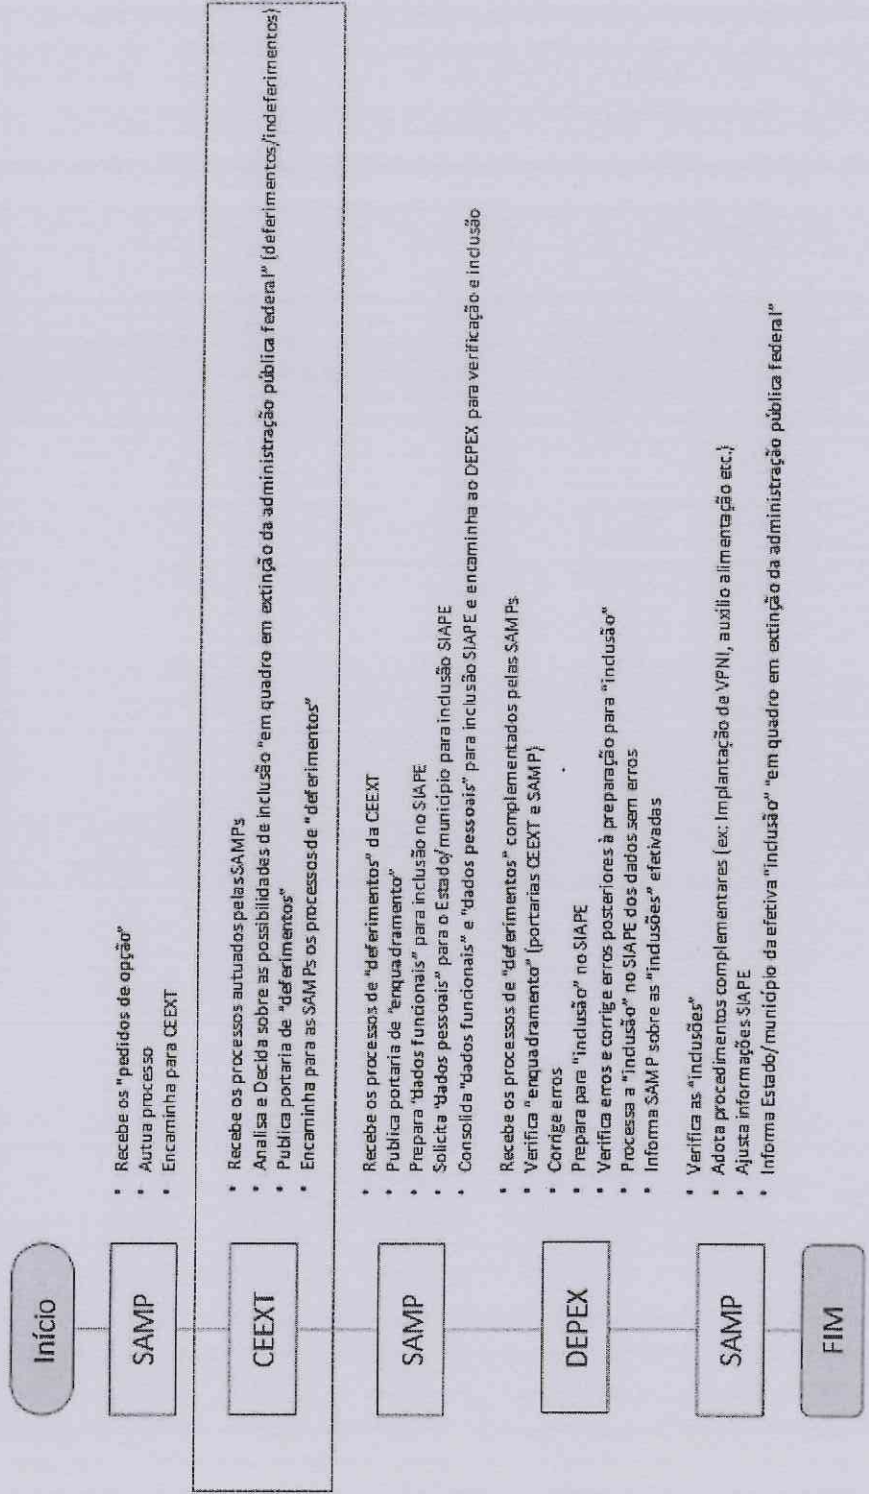 Início
SAMP
• Recebe os "pedidos de opção"
• Autua processo
• Encaminha para CEEXT
CEEXT
• Recebe os processos autuados pelas SAMPs
• Analisa e Decida sobre as possibilidades de inclusão "em quadro em extinção da administração pública federal" (deferimentos/indeferimentos)
• Publica portaria de "deferimentos"
• Encaminha para as SAMPs os processos de "deferimentos"
SAMP
• Recebe os processos de "deferimentos" da CEEXT
• Publica portaria de "enquadramento"
• Prepara "dados funcionais" para inclusão no SIAPE
• Solicita "dados pessoais" para o Estado/município para inclusão SIAPE
• Consolida "dados funcionais" e "dados pessoais" para inclusão SIAPE e encaminha ao DEPEX para verificação e inclusão
DEPEX
• Recebe os processos de "deferimentos" complementados pelas SAMPs
• Verifica "enquadramento" (portarias CEEXT e SAMP)
• Corrige erros
• Prepara para "inclusão" no SIAPE
• Verifica erros e corrige erros posteriores à preparação para "inclusão"
• Processa a "inclusão" no SIAPE dos dados sem erros
• Informa SAMP sobre as "inclusões" efetivadas
SAMP
• Verifica as "inclusões"
• Adota procedimentos complementares (ex: Implantação de VPNI, auxílio alimentação etc.)
• Ajusta informações SIAPE
• Informa Estado/município da efetiva "inclusão" "em quadro em extinção da administração pública federal"
FIM